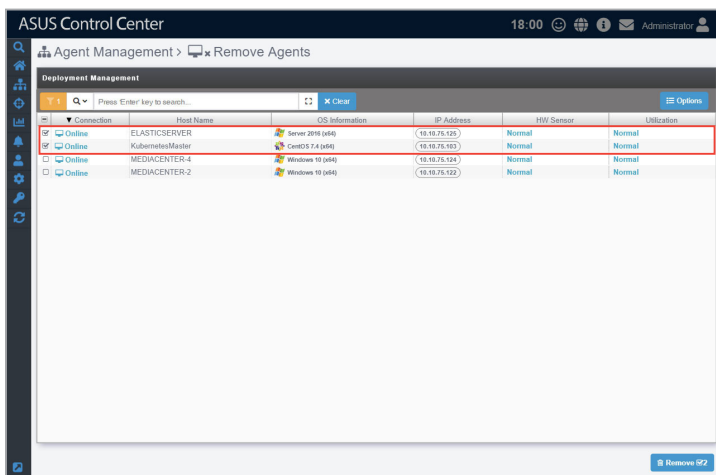 ASUS Control Center
18:00
Administrator
Agent Management > Remove Agents
Deployment Management
1 Press 'Enter' key to search... Clear Options
Connection Host Name OS Information IP Address HW Sensor Utilization
Online ELASTICSERVER Server 2016 (x64) 10.10.75.125 Normal Normal
Online KubernetesMaster CentOS 7.4 (x64) 10.10.75.103 Normal Normal
Online MEDIACENTER-4 Windows 10 (x64) 10.10.75.124 Normal Normal
Online MEDIACENTER-2 Windows 10 (x64) 10.10.75.122 Normal Normal
Remove 2